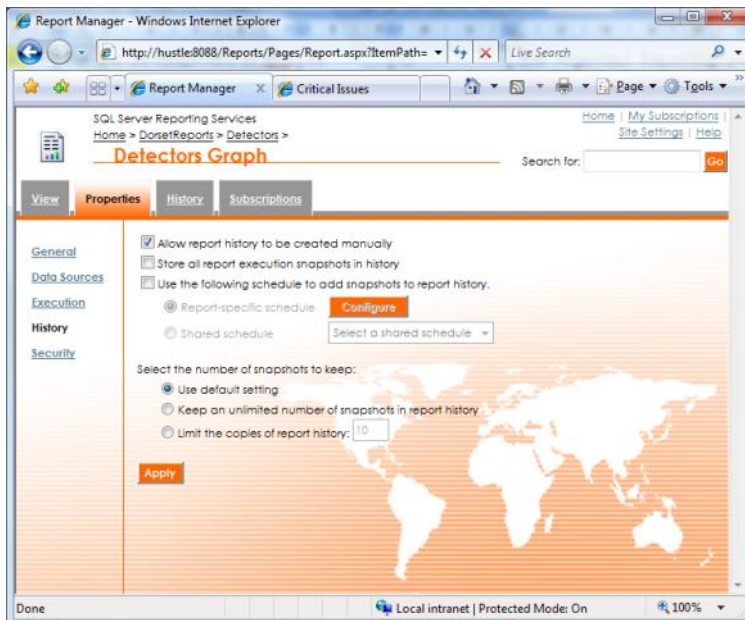 Report Manager - Windows Internet Explorer
http://hustle:8088/Reports/Pages/Report.aspx?ItemPath=
Live Search
Report Manager
Critical Issues
Page
Tools
SQL Server Reporting Services
Home | My Subscriptions |
Home > DorsetReports > Detectors >
Site Settings | Help
Detectors Graph
Search for:
Go
View
Properties
History
Subscriptions
General
Data Sources
Execution
History
Security
Allow report history to be created manually
Store all report execution snapshots in history
Use the following schedule to add snapshots to report history.
Report-specific schedule
Configure
Shared schedule
Select a shared schedule
Select the number of snapshots to keep:
Use default setting
Keep an unlimited number of snapshots in report history
Limit the copies of report history: 10
Apply
Done
Local intranet | Protected Mode: On
100%